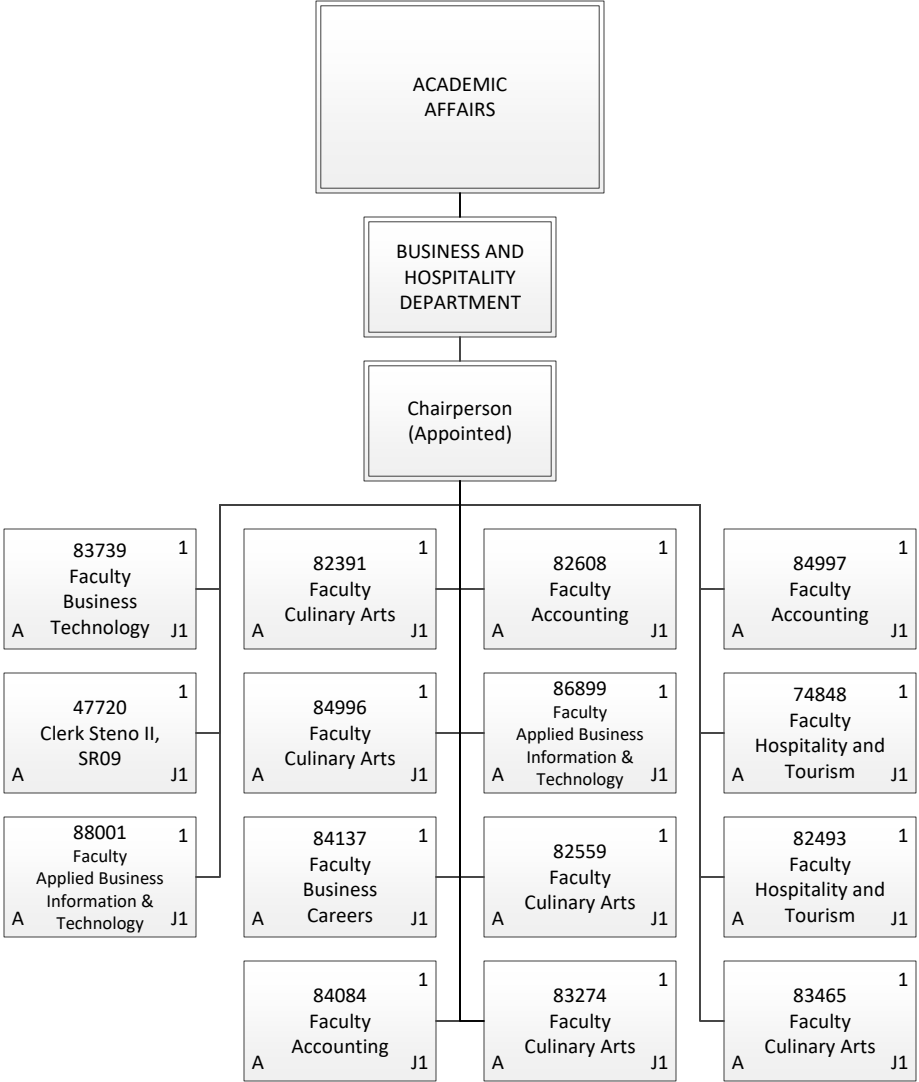 ACADEMIC
AFFAIRS
BUSINESS AND
HOSPITALITY
DEPARTMENT
Chairperson
(Appointed)
83739 1
Faculty
Business
A Technology J1
82391 1
Faculty
Culinary Arts
A J1
82608 1
Faculty
Accounting
A J1
84997 1
Faculty
Accounting
A J1
47720 1
Clerk Steno II,
SR09
A J1
84996 1
Faculty
Culinary Arts
A J1
86899 1
Faculty
Applied Business
Information &
A Technology J1
74848 1
Faculty
Hospitality and
Tourism
A J1
88001 1
Faculty
Applied Business
Information &
A Technology J1
84137 1
Faculty
Business
Careers
A J1
82559 1
Faculty
Culinary Arts
A J1
82493 1
Faculty
Hospitality and
Tourism
A J1
84084 1
Faculty
Accounting
A J1
83274 1
Faculty
Culinary Arts
A J1
83465 1
Faculty
Culinary Arts
A J1